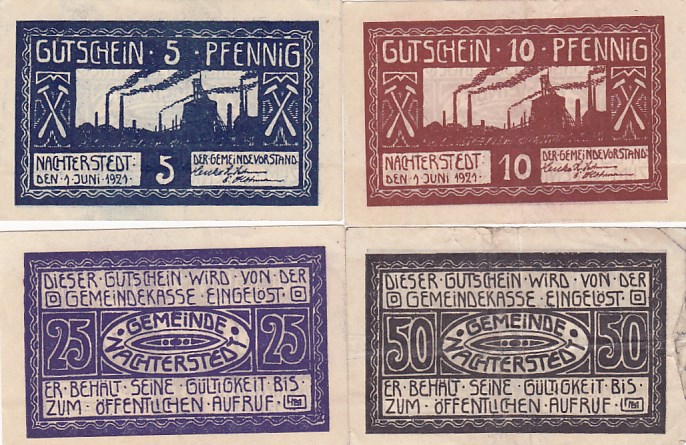 GUTSCHEIN · 5 · PFENNIG
NACHTERSTEDT:
DEN · 1 · JUNI · 1921 ·
5
DER · GEMEINDEVORSTAND:
GUTSCHEIN · 10 · PFENNIG
NACHTERSTEDT:
DEN · 1 · JUNI · 1921 ·
10
DER · GEMEINDEVORSTAND:
DIESER · GUTSCHEIN · WIRD · VON · DER
GEMEINDEKASSE · EINGELÖST ·
25
· GEMEINDE ·
NACHTERSTEDT
25
ER · BEHÄLT · SEINE · GÜLTIGKEIT · BIS
ZUM · ÖFFENTLICHEN · AUFRUF ·
DIESER · GUTSCHEIN · WIRD · VON · DER
GEMEINDEKASSE · EINGELÖST ·
50
· GEMEINDE ·
NACHTERSTEDT
50
ER · BEHÄLT · SEINE · GÜLTIGKEIT · BIS
ZUM · ÖFFENTLICHEN · AUFRUF ·